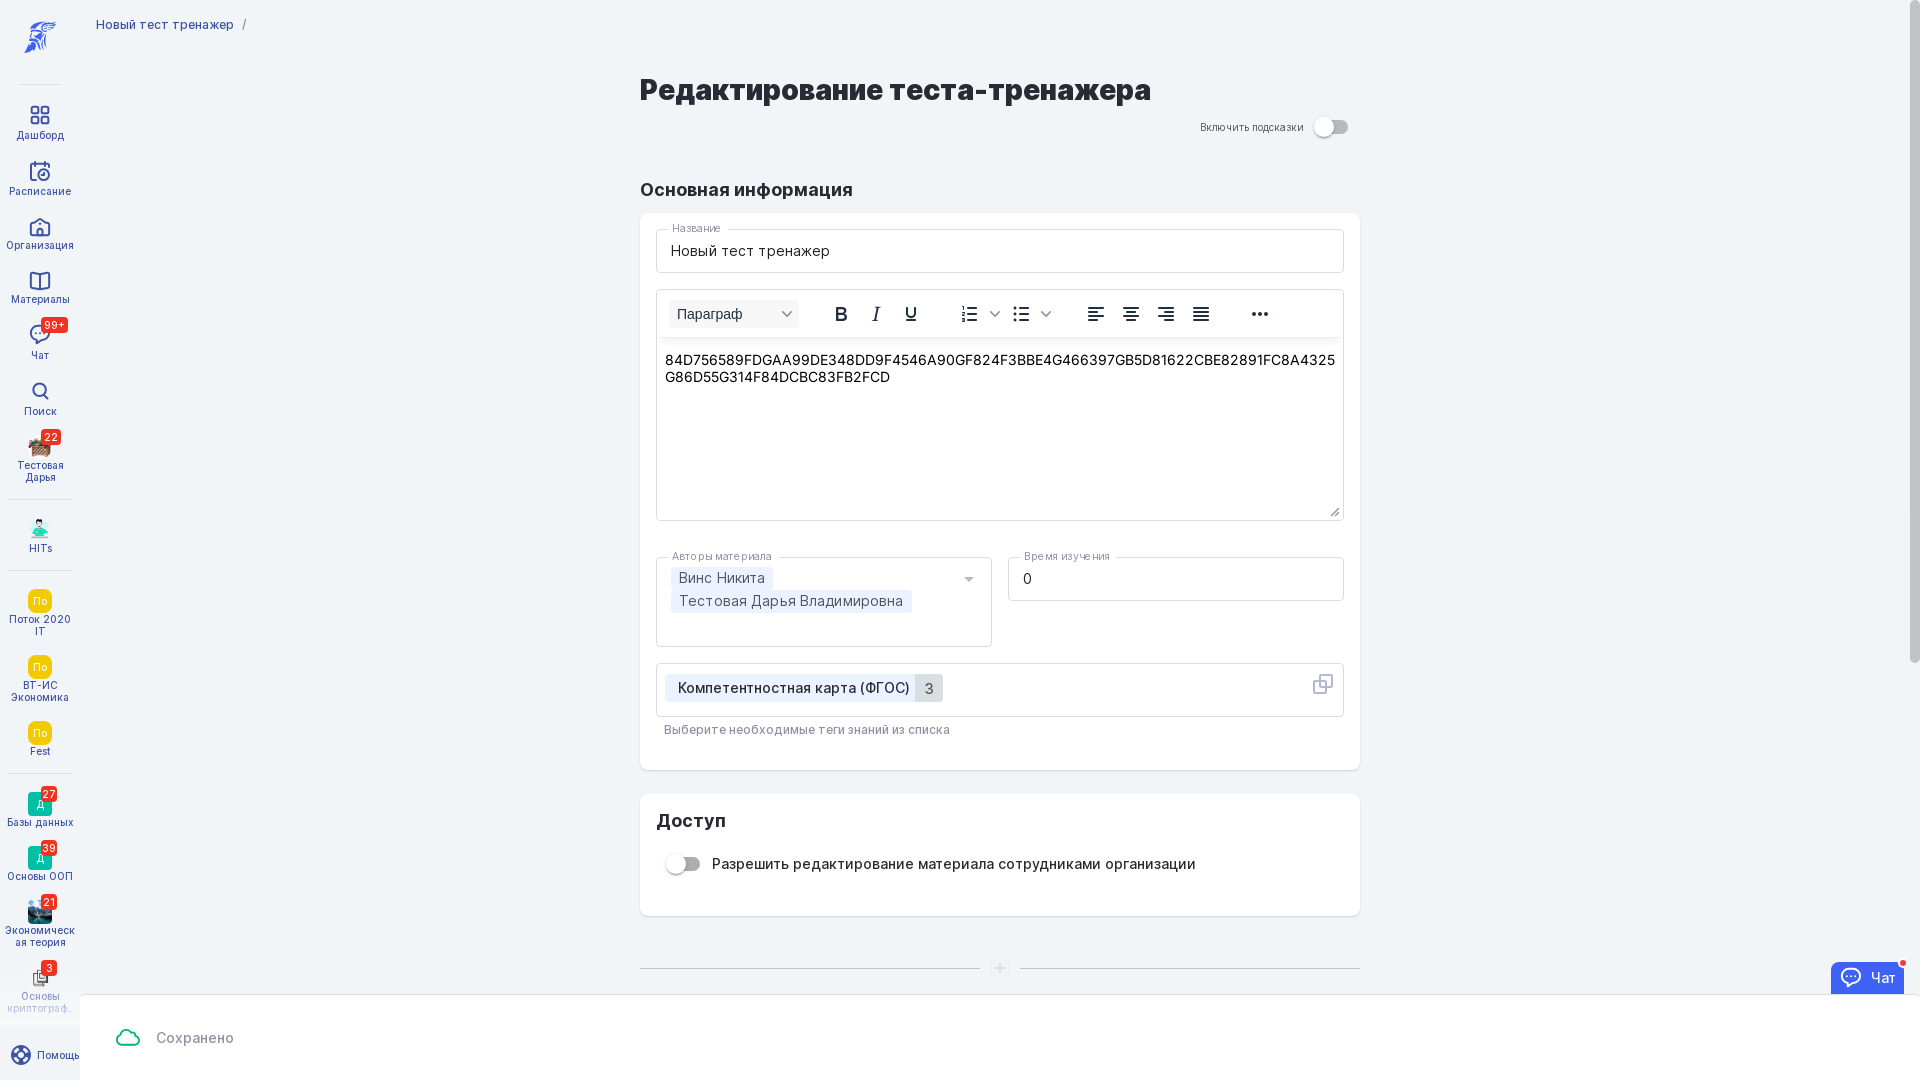 Новый тест тренажер /
Дашборд
Расписание
Организация
Материалы
99+
Чат
Поиск
22
Тестовая
Дарья
HITs
По
Поток 2020
IT
По
ВТ-ИС
Экономика
По
Fest
27
Д
Базы данных
39
Д
Основы ООП
21
Экономическ
ая теория
3
Основы
криптограф...
Помощь
Редактирование теста-тренажера
Включить подсказки
Основная информация
Название
Новый тест тренажер
Параграф
84D756589FDGAA99DE348DD9F4546A90GF824F3BBE4G466397GB5D81622CBE82891FC8A4325
G86D55G314F84DCBC83FB2FCD
Авторы материала
Винс Никита
Тестовая Дарья Владимировна
Время изучения
0
Компетентностная карта (ФГОС) 3
Выберите необходимые теги знаний из списка
Доступ
Разрешить редактирование материала сотрудниками организации
Чат
Сохранено